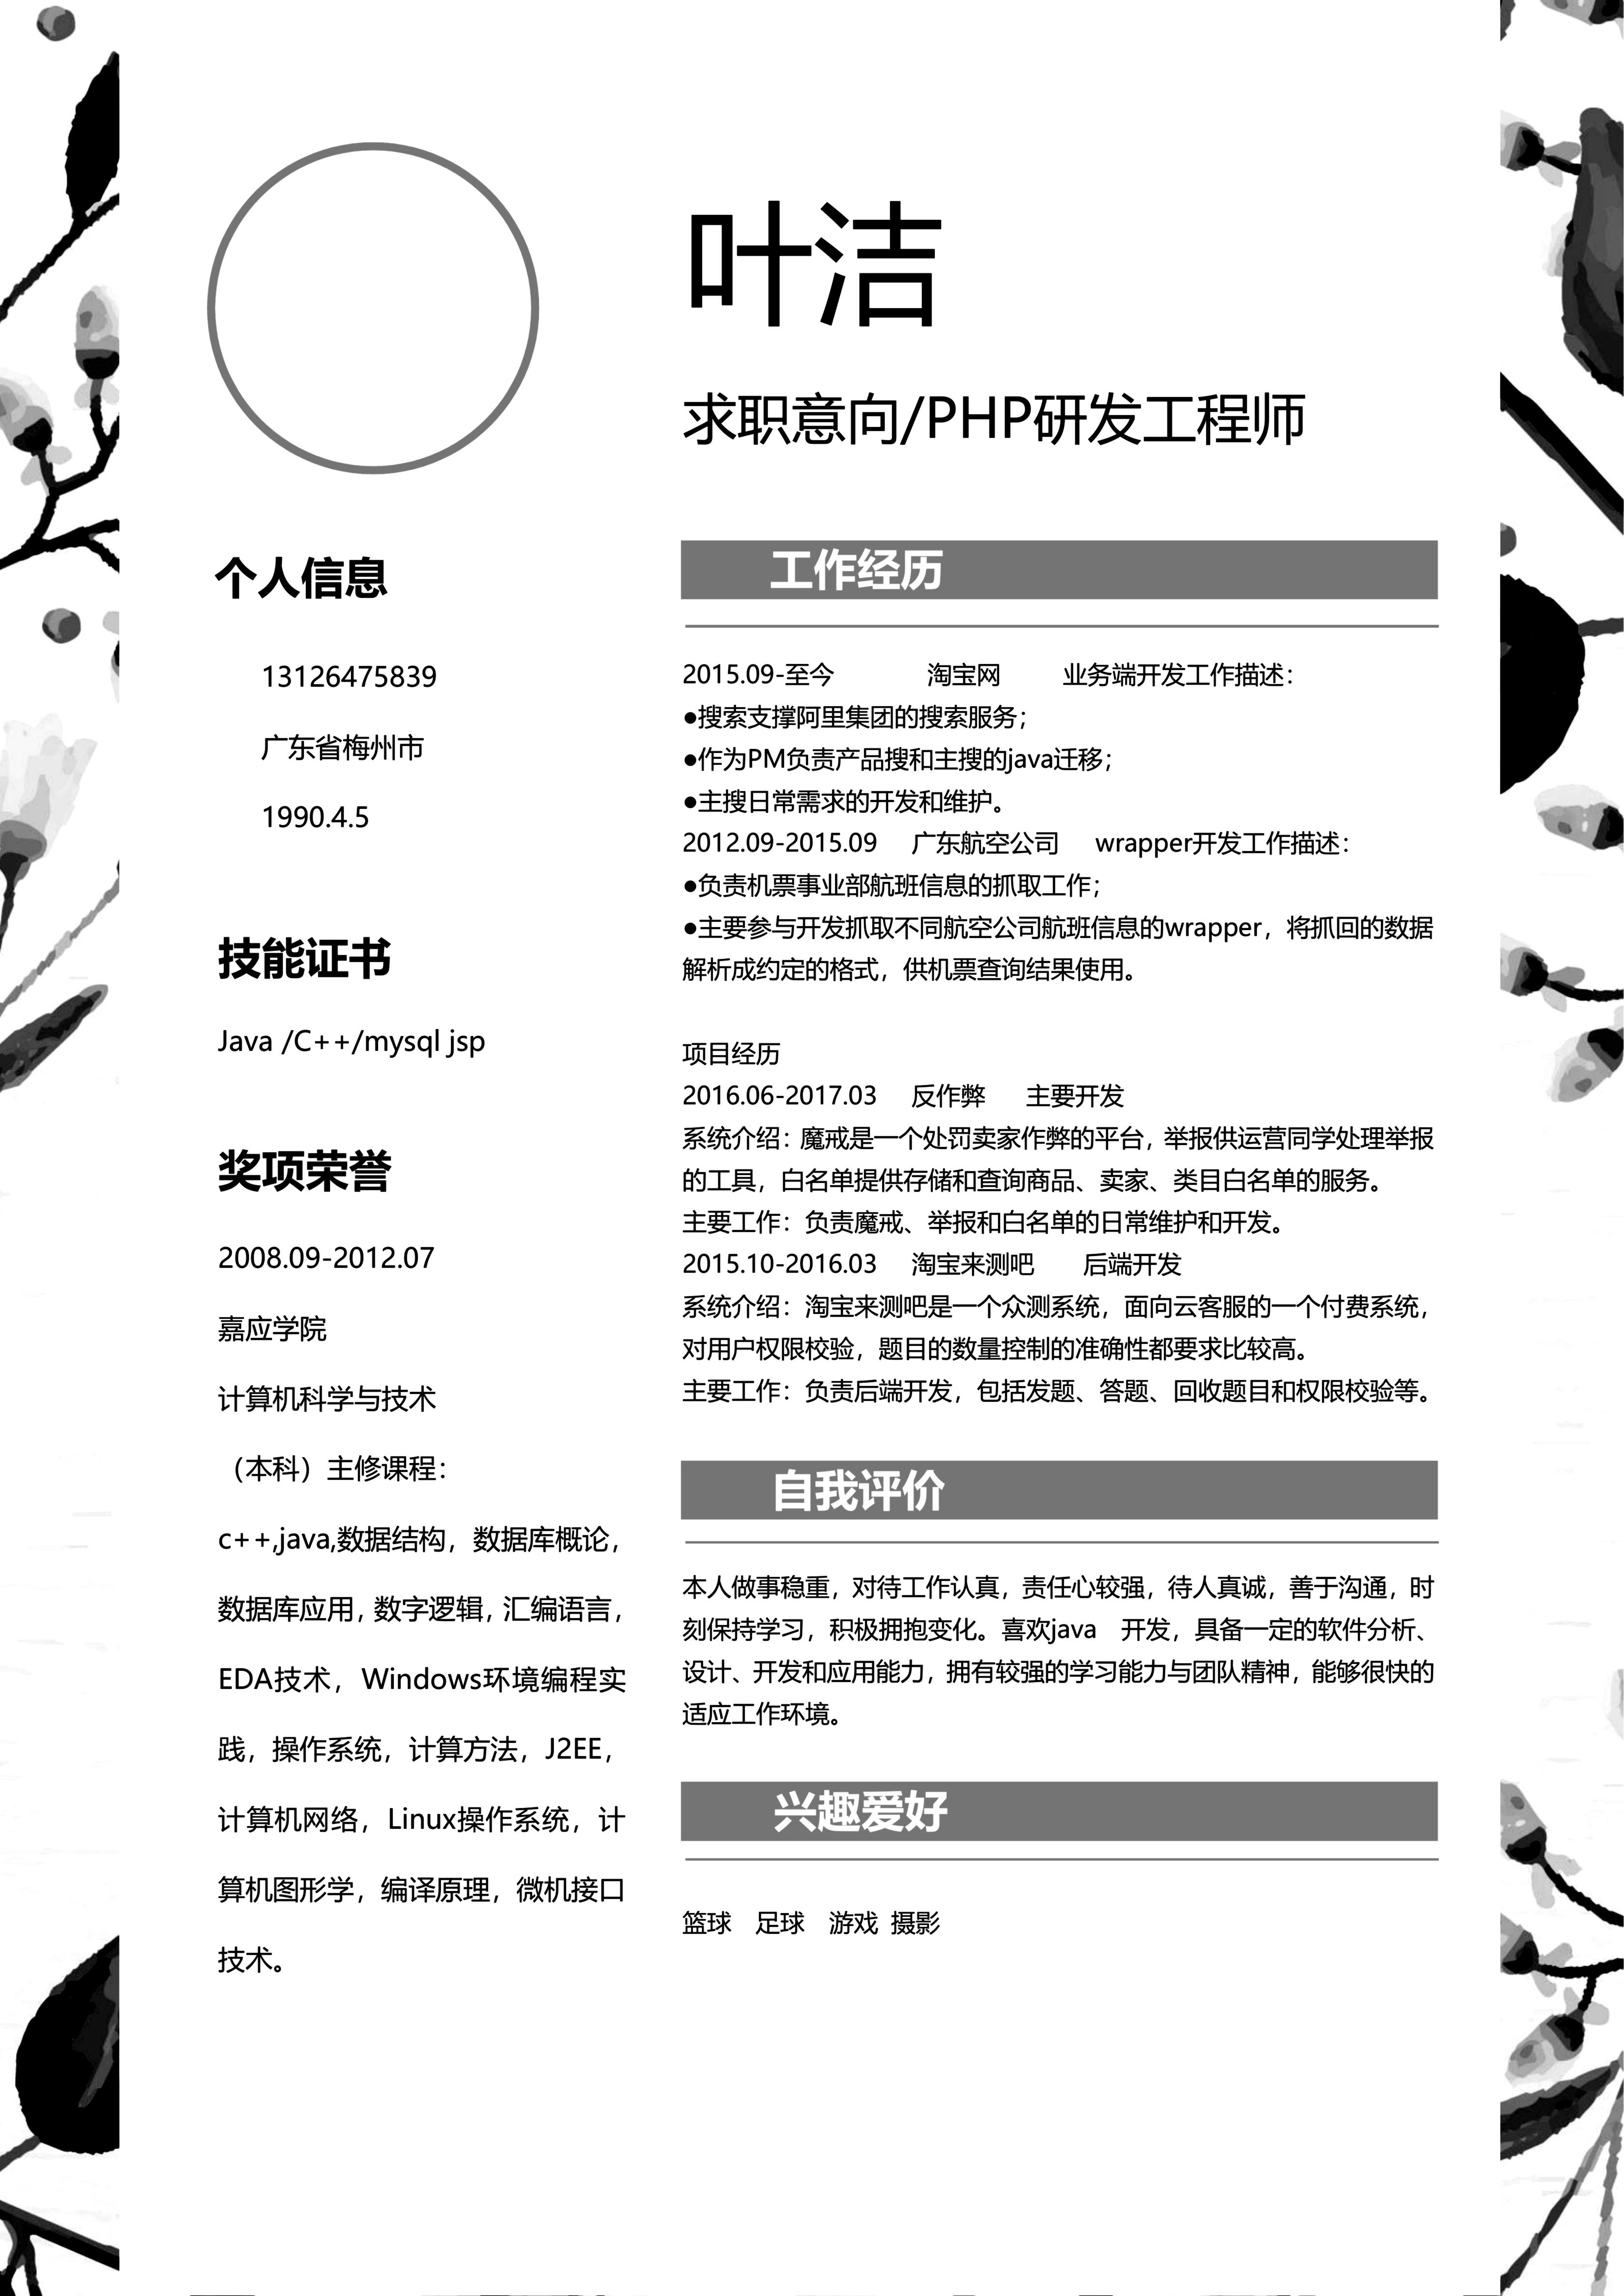 叶洁
求职意向/PHP研发工程师
个人信息
13126475839
广东省梅州市
1990.4.5
技能证书
Java /C++/mysql jsp
奖项荣誉
2008.09-2012.07
嘉应学院
计算机科学与技术
（本科）主修课程：
c++,java,数据结构，数据库概论，
数据库应用，数字逻辑，汇编语言，
EDA技术，Windows环境编程实
践，操作系统，计算方法，J2EE，
计算机网络，Linux操作系统，计
算机图形学，编译原理，微机接口
技术。
工作经历
2015.09-至今 淘宝网 业务端开发工作描述：
●搜索支撑阿里集团的搜索服务；
●作为PM负责产品搜和主搜的java迁移；
●主搜日常需求的开发和维护。
2012.09-2015.09 广东航空公司 wrapper开发工作描述：
●负责机票事业部航班信息的抓取工作；
●主要参与开发抓取不同航空公司航班信息的wrapper，将抓回的数据
解析成约定的格式，供机票查询结果使用。
项目经历
2016.06-2017.03 反作弊 主要开发
系统介绍：魔戒是一个处罚卖家作弊的平台，举报供运营同学处理举报
的工具，白名单提供存储和查询商品、卖家、类目白名单的服务。
主要工作：负责魔戒、举报和白名单的日常维护和开发。
2015.10-2016.03 淘宝来测吧 后端开发
系统介绍：淘宝来测吧是一个众测系统，面向云客服的一个付费系统，
对用户权限校验，题目的数量控制的准确性都要求比较高。
主要工作：负责后端开发，包括发题、答题、回收题目和权限校验等。
自我评价
本人做事稳重，对待工作认真，责任心较强，待人真诚，善于沟通，时
刻保持学习，积极拥抱变化。喜欢java 开发，具备一定的软件分析、
设计、开发和应用能力，拥有较强的学习能力与团队精神，能够很快的
适应工作环境。
兴趣爱好
篮球 足球 游戏 摄影